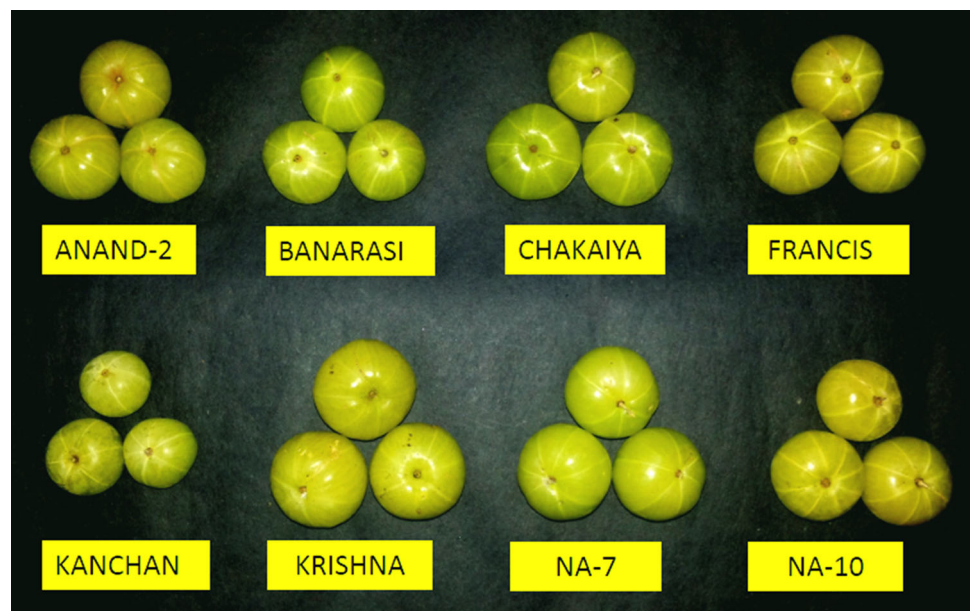 ANAND-2
BANARASI
CHAKAIYA
FRANCIS
KANCHAN
KRISHNA
NA-7
NA-10